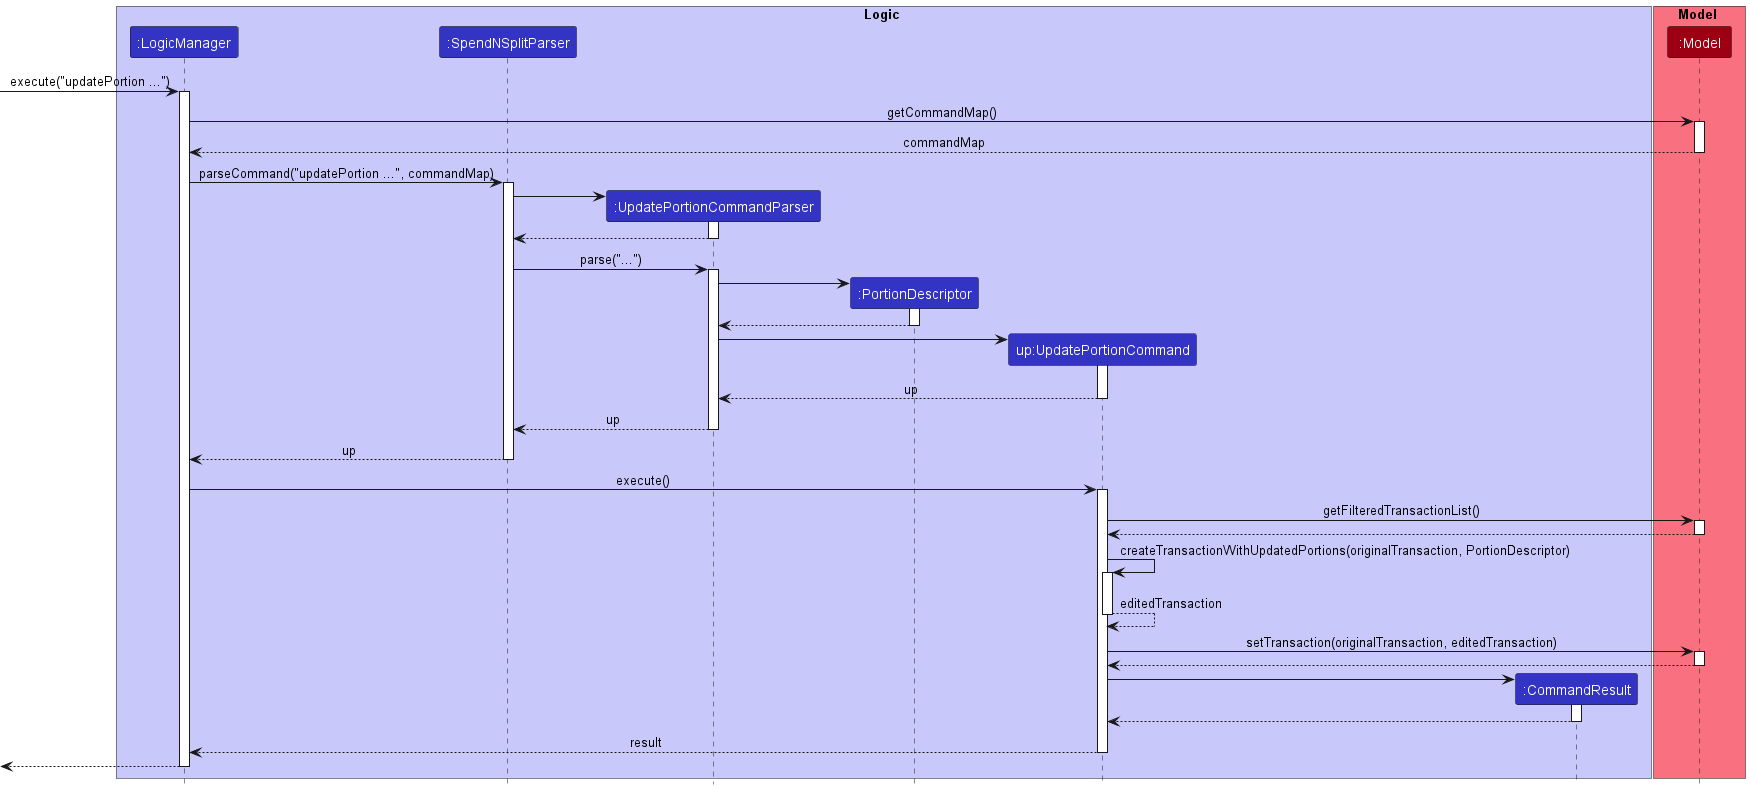 Logic
Model
:LogicManager
:SpendNSplitParser
:Model
execute("updatePortion ...")
getCommandMap()
commandMap
parseCommand("updatePortion ...", commandMap)
:UpdatePortionCommandParser
parse("...")
:PortionDescriptor
up:UpdatePortionCommand
up
up
up
execute()
getFilteredTransactionList()
createTransactionWithUpdatedPortions(originalTransaction, PortionDescriptor)
editedTransaction
setTransaction(originalTransaction, editedTransaction)
:CommandResult
result